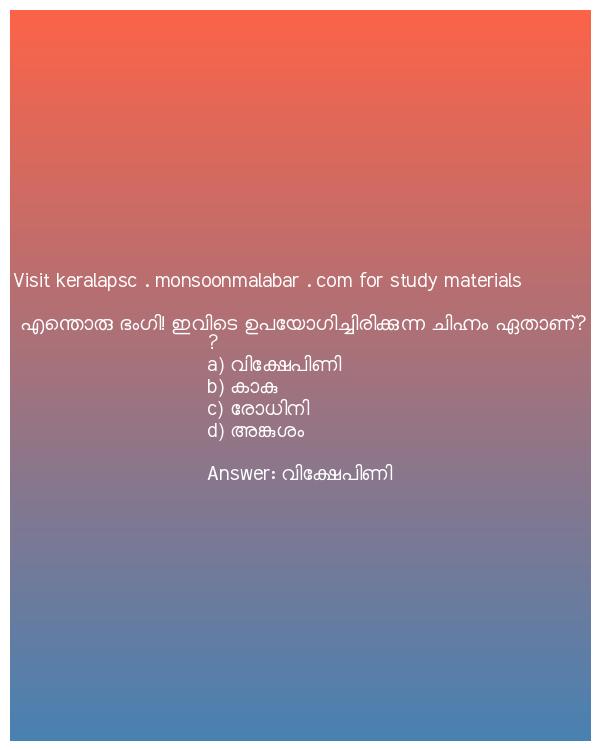 Visit keralapsc . monsoonmalabar . com for study materials
എന്തൊരു ഭംഗി! ഇവിടെ ഉപയോഗിച്ചിരിക്കുന്ന ചിഹ്നം ഏതാണ്?
?
a) വിക്ഷേപിണി
b) കാകു
c) രോധിനി
d) അങ്കുശം
Answer: വിക്ഷേപിണി